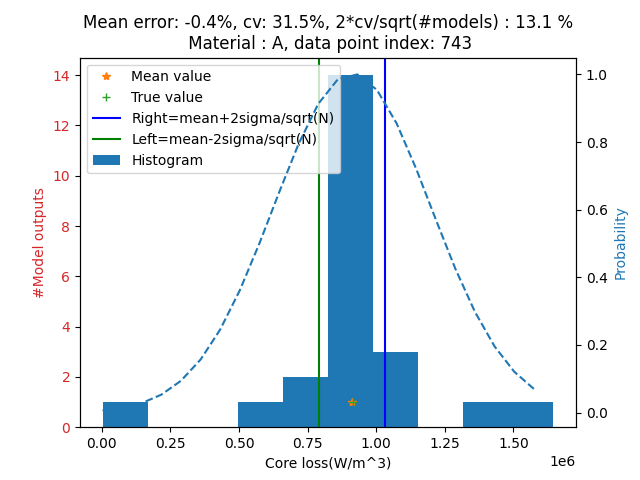 Mean error: -0.4%, cv: 31.5%, 2*cv/sqrt(#models) : 13.1 %
Material : A, data point index: 743
Mean value
True value
Right=mean+2sigma/sqrt(N)
Left=mean-2sigma/sqrt(N)
Histogram
#Model outputs
14
12
10
8
6
4
2
0
1.0
0.8
0.6
0.4
0.2
0.0
Probability
0.00 0.25 0.50 0.75 1.00 1.25 1.50
1e6
Core loss(W/m^3)